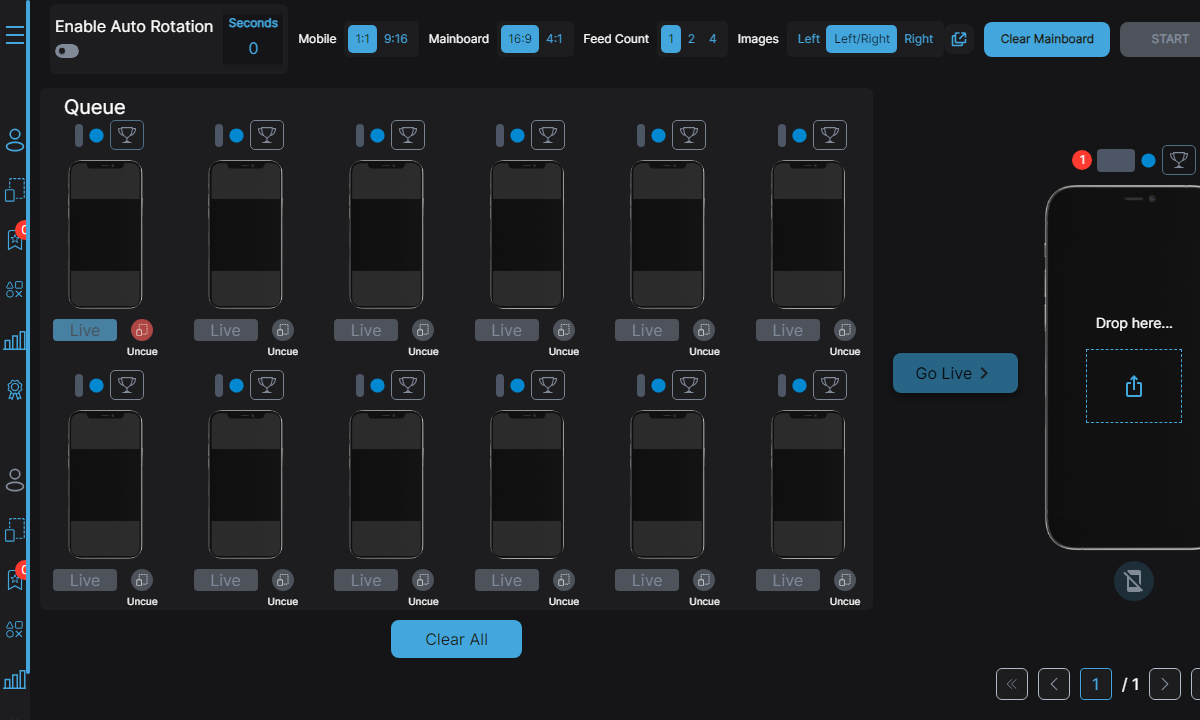 Enable Auto Rotation
Seconds
0
Mobile 1:1 9:16 Mainboard 16:9 4:1 Feed Count 1 2 4 Images Left Left/Right Right Clear Mainboard START
Queue
1
Live Live Live Live Live Live
Uncue Uncue Uncue Uncue Uncue Uncue
Drop here...
Go Live
Live Live Live Live Live Live
Uncue Uncue Uncue Uncue Uncue Uncue
Clear All
1 / 1